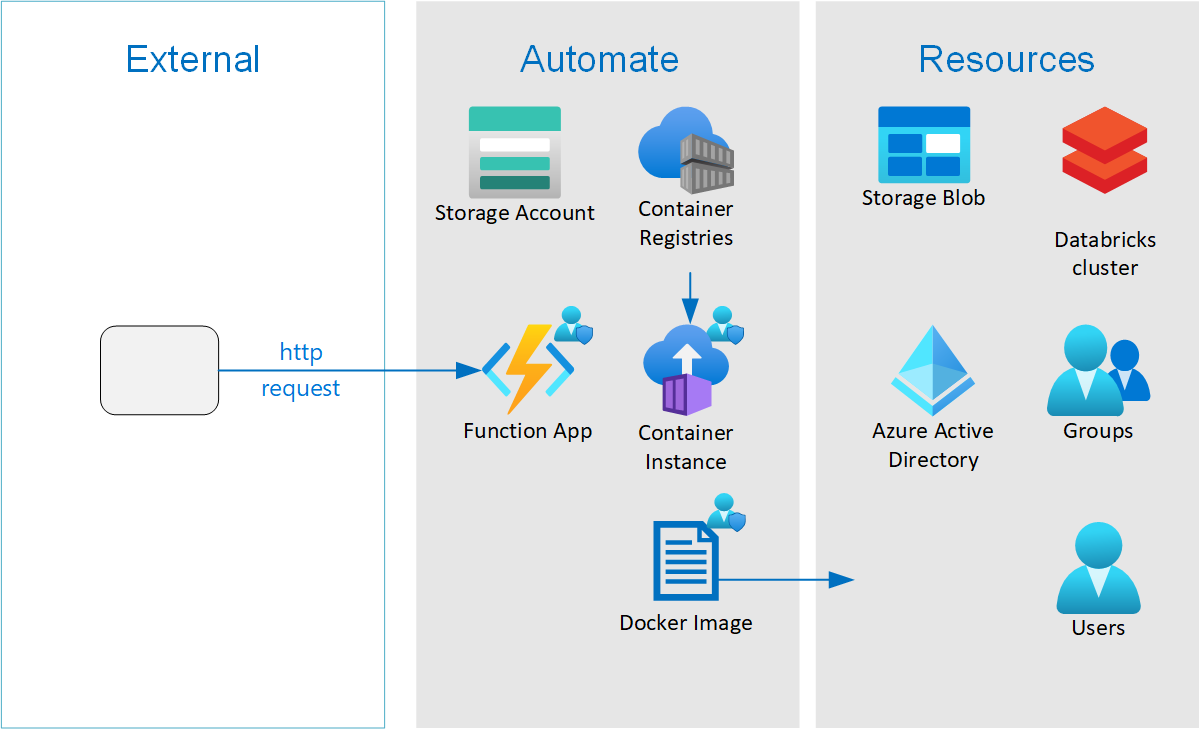 External
http
request
Automate
Storage Account
Container
Registries
Function App
Container
Instance
Docker Image
Resources
Storage Blob
Databricks
cluster
Azure Active
Directory
Groups
Users